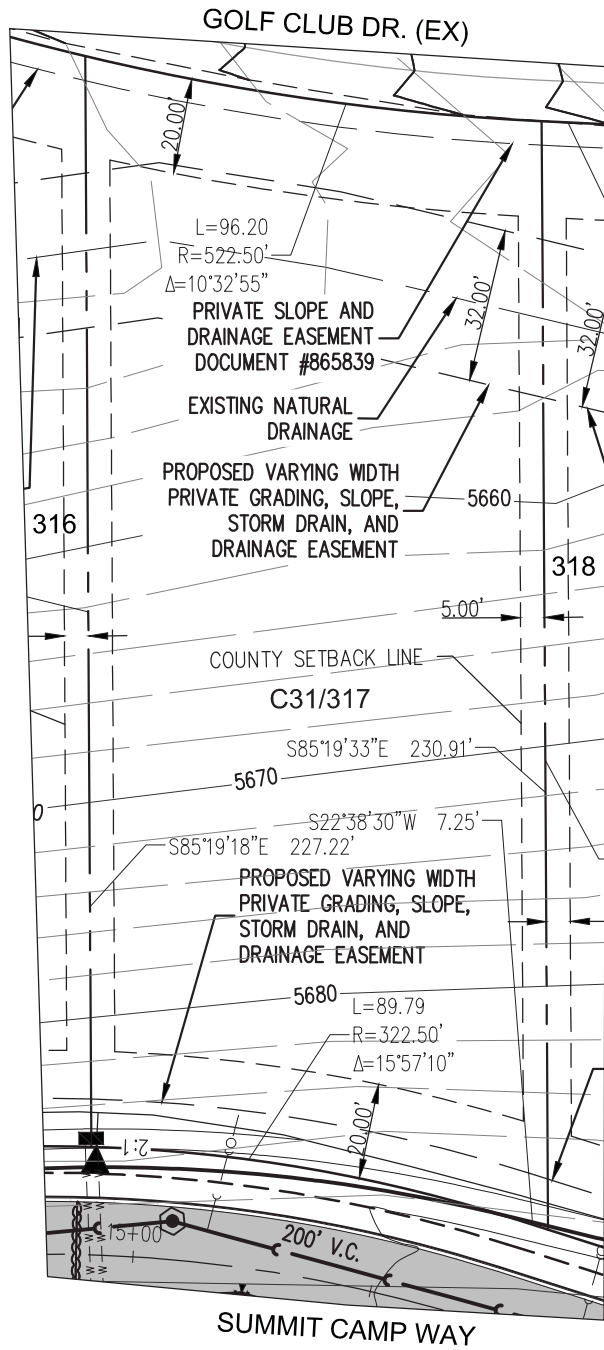 GOLF CLUB DR. (EX)
20.00'
L=96.20
R=522.50'
Δ=10°32'55"
PRIVATE SLOPE AND
DRAINAGE EASEMENT
DOCUMENT #865839
32.00'
32.00'
EXISTING NATURAL
DRAINAGE
PROPOSED VARYING WIDTH
PRIVATE GRADING, SLOPE,
STORM DRAIN, AND
DRAINAGE EASEMENT
5660
316
318
5.00'
COUNTY SETBACK LINE
C31/317
S85°19'33"E 230.91'
5670
0
S22°38'30"W 7.25'
S85°19'18"E 227.22'
PROPOSED VARYING WIDTH
PRIVATE GRADING, SLOPE,
STORM DRAIN, AND
DRAINAGE EASEMENT
5680
L=89.79
R=322.50'
Δ=15°57'10"
20.00'
2:1
15+00
200' V.C.
SUMMIT CAMP WAY